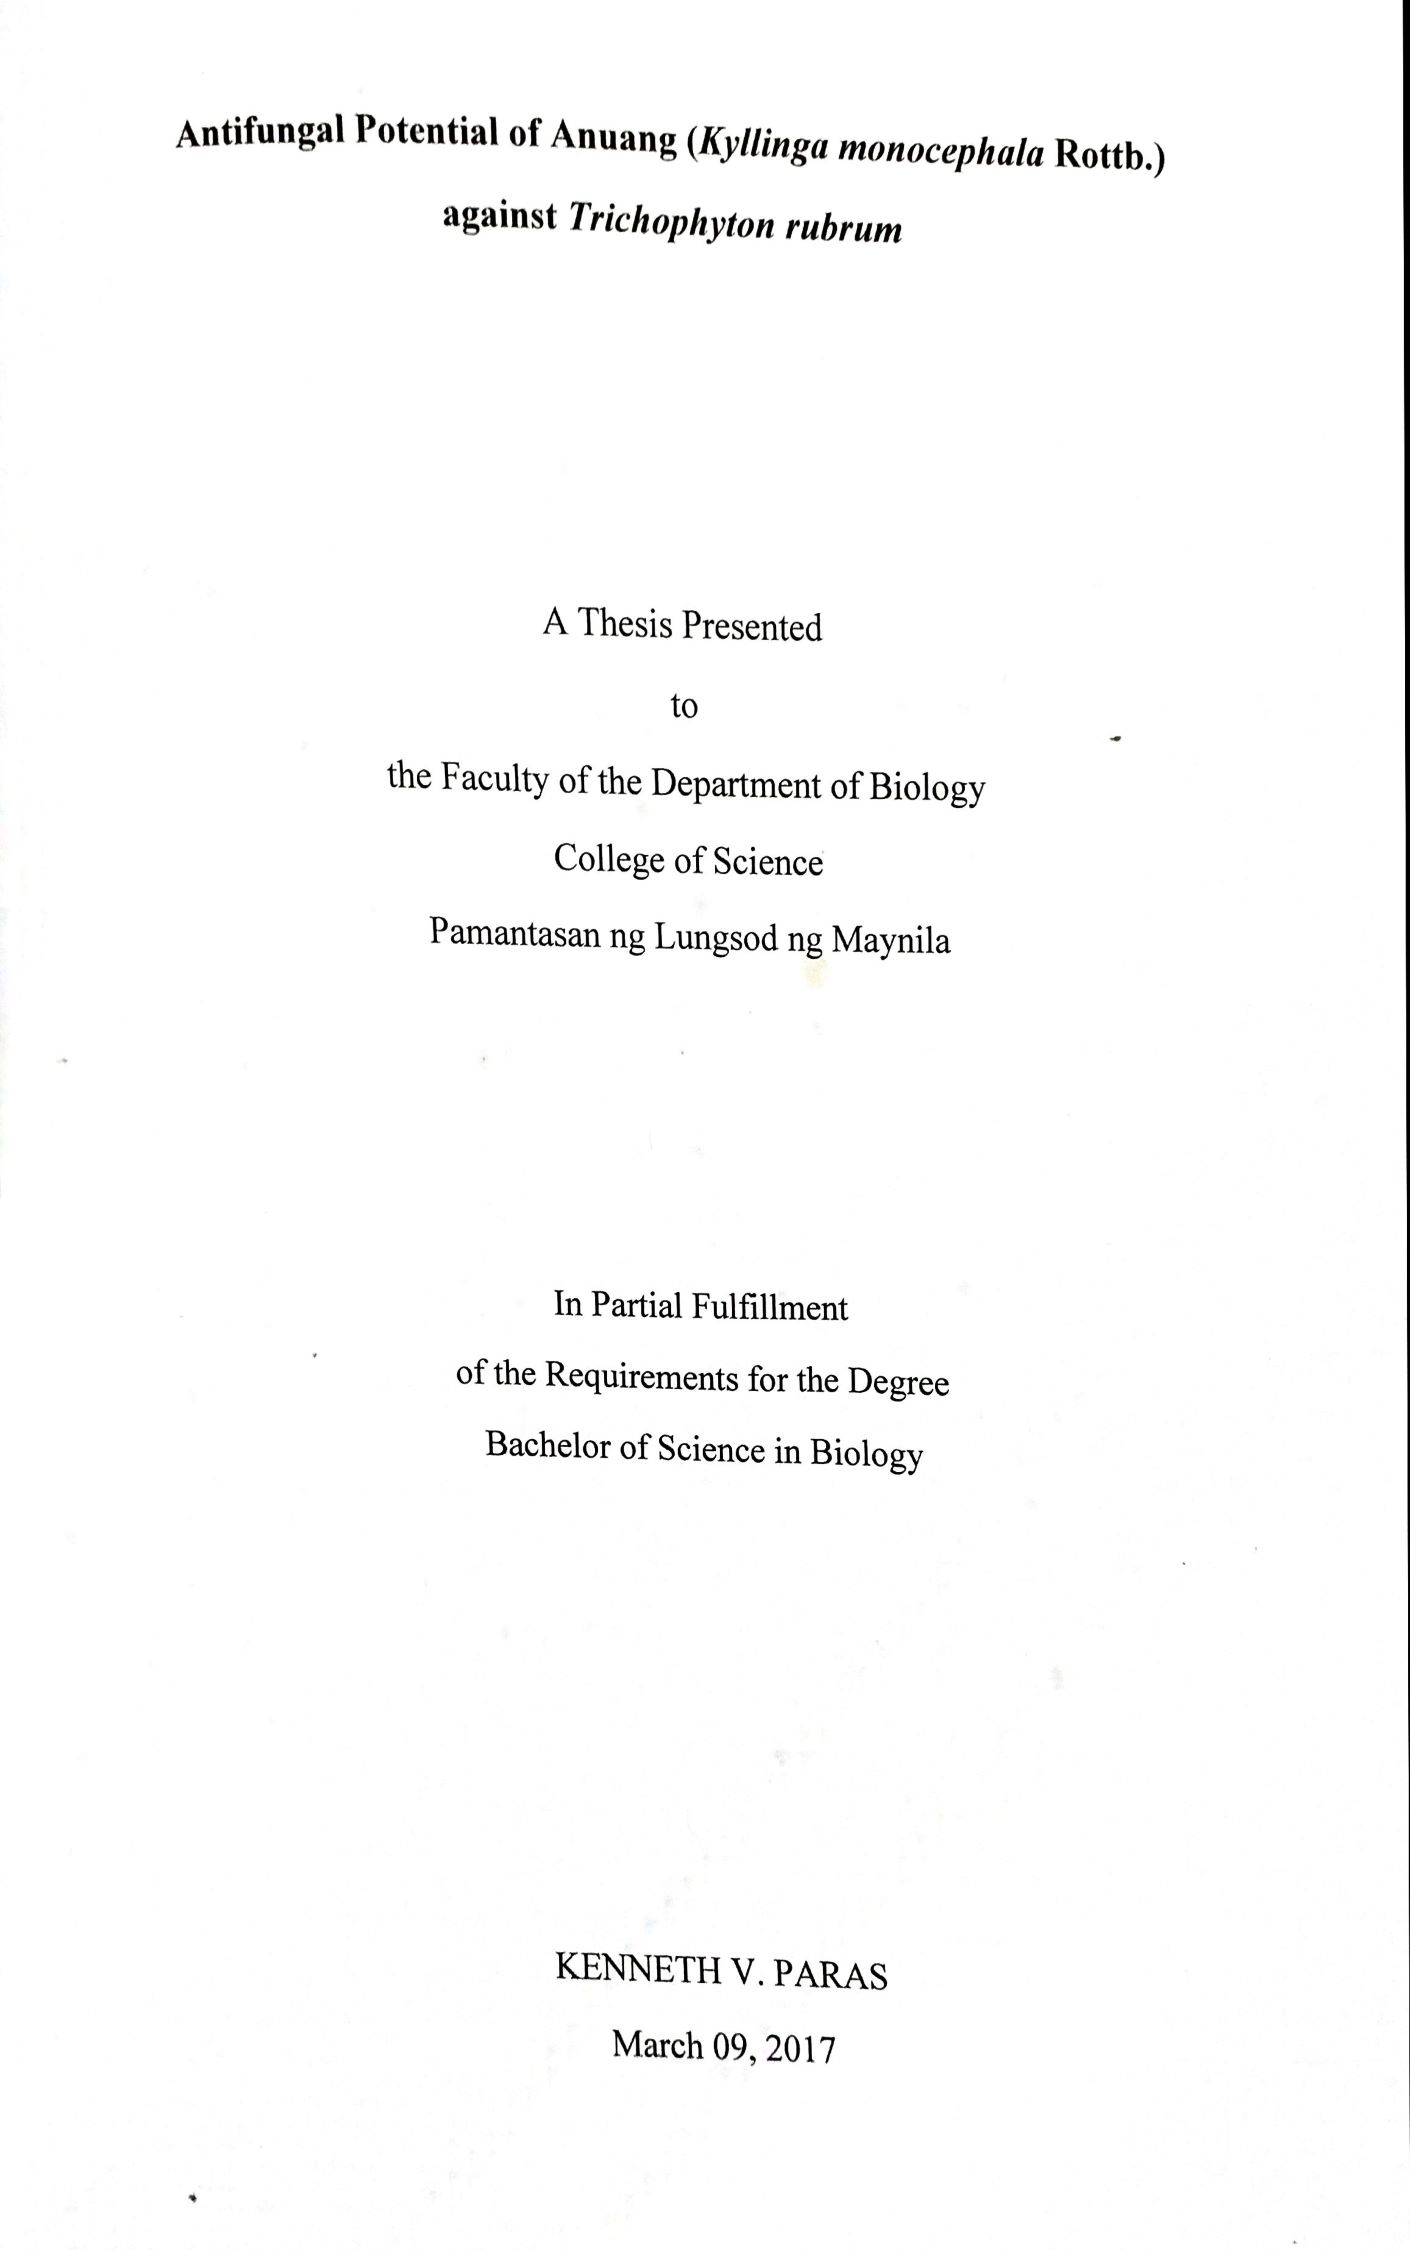 Antifungal Potential of Anuang (Kyllinga monocephala Rottb.)
against Trichophyton rubrum
A Thesis Presented
to
the Faculty of the Department of Biology
College of Science
Pamantasan ng Lungsod ng Maynila
In Partial Fulfillment
of the Requirements for the Degree
Bachelor of Science in Biology
KENNETH V. PARAS
March 09, 2017